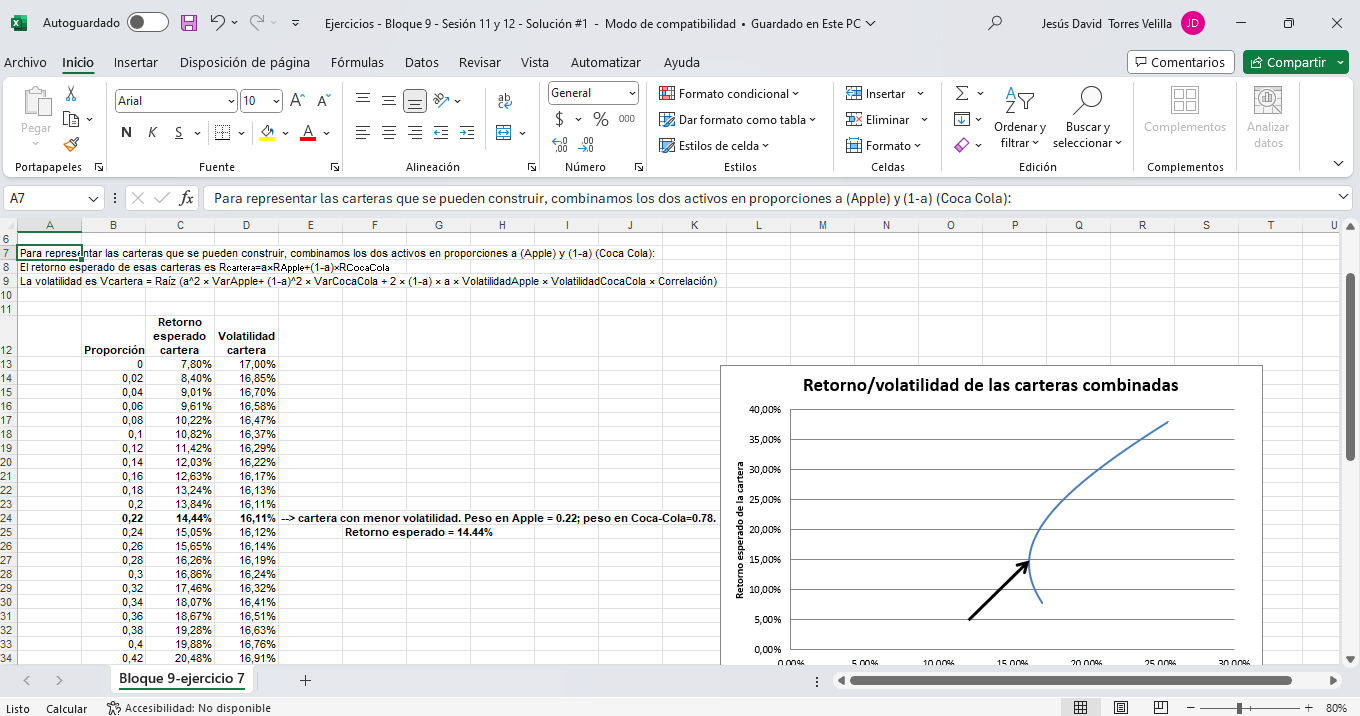 Autoguardado
Ejercicios - Bloque 9 - Sesión 11 y 12 - Solución #1 - Modo de compatibilidad • Guardado en Este PC
Jesús David Torres Velilla
JD
Archivo Inicio Insertar Disposición de página Fórmulas Datos Revisar Vista Automatizar Ayuda
Comentarios Compartir
Pegar
Portapapeles
Arial 10
N K S
Fuente
ab
Alineación
General
$ % 000
Número
Formato condicional
Dar formato como tabla
Estilos de celda
Estilos
Insertar
Eliminar
Formato
Celdas
Ordenar y filtrar
Buscar y seleccionar
Edición
Complementos
Complementos
Analizar datos
A7 fx Para representar las carteras que se pueden construir, combinamos los dos activos en proporciones a (Apple) y (1-a) (Coca Cola):
A B C D E F G H I J K L M N O P Q R S T U
6
7 Para representar las carteras que se pueden construir, combinamos los dos activos en proporciones a (Apple) y (1-a) (Coca Cola):
8 El retorno esperado de esas carteras es Rcartera=a×RApple+(1-a)×RCocaCola
9 La volatilidad es Vcartera = Raíz (a^2 × VarApple+ (1-a)^2 × VarCocaCola + 2 × (1-a) × a × VolatilidadApple × VolatilidadCocaCola × Correlación)
10
11
12 Proporción Retorno esperado cartera Volatilidad cartera
13 0 7,80% 17,00%
14 0,02 8,40% 16,85%
15 0,04 9,01% 16,70%
16 0,06 9,61% 16,58%
17 0,08 10,22% 16,47%
18 0,1 10,82% 16,37%
19 0,12 11,42% 16,29%
20 0,14 12,03% 16,22%
21 0,16 12,63% 16,17%
22 0,18 13,24% 16,13%
23 0,2 13,84% 16,11%
24 0,22 14,44% 16,11% --> cartera con menor volatilidad. Peso en Apple = 0.22; peso en Coca-Cola=0.78.
25 0,24 15,05% 16,12% Retorno esperado = 14.44%
26 0,26 15,65% 16,14%
27 0,28 16,26% 16,19%
28 0,3 16,86% 16,24%
29 0,32 17,46% 16,32%
30 0,34 18,07% 16,41%
31 0,36 18,67% 16,51%
32 0,38 19,28% 16,63%
33 0,4 19,88% 16,76%
34 0,42 20,48% 16,91%
Retorno/volatilidad de las carteras combinadas
Retorno esperado de la cartera
40,00%
35,00%
30,00%
25,00%
20,00%
15,00%
10,00%
5,00%
0,00%
0,00% 5,00% 10,00% 15,00% 20,00% 25,00% 30,00%
Bloque 9-ejercicio 7
Listo Calcular Accesibilidad: No disponible
80%